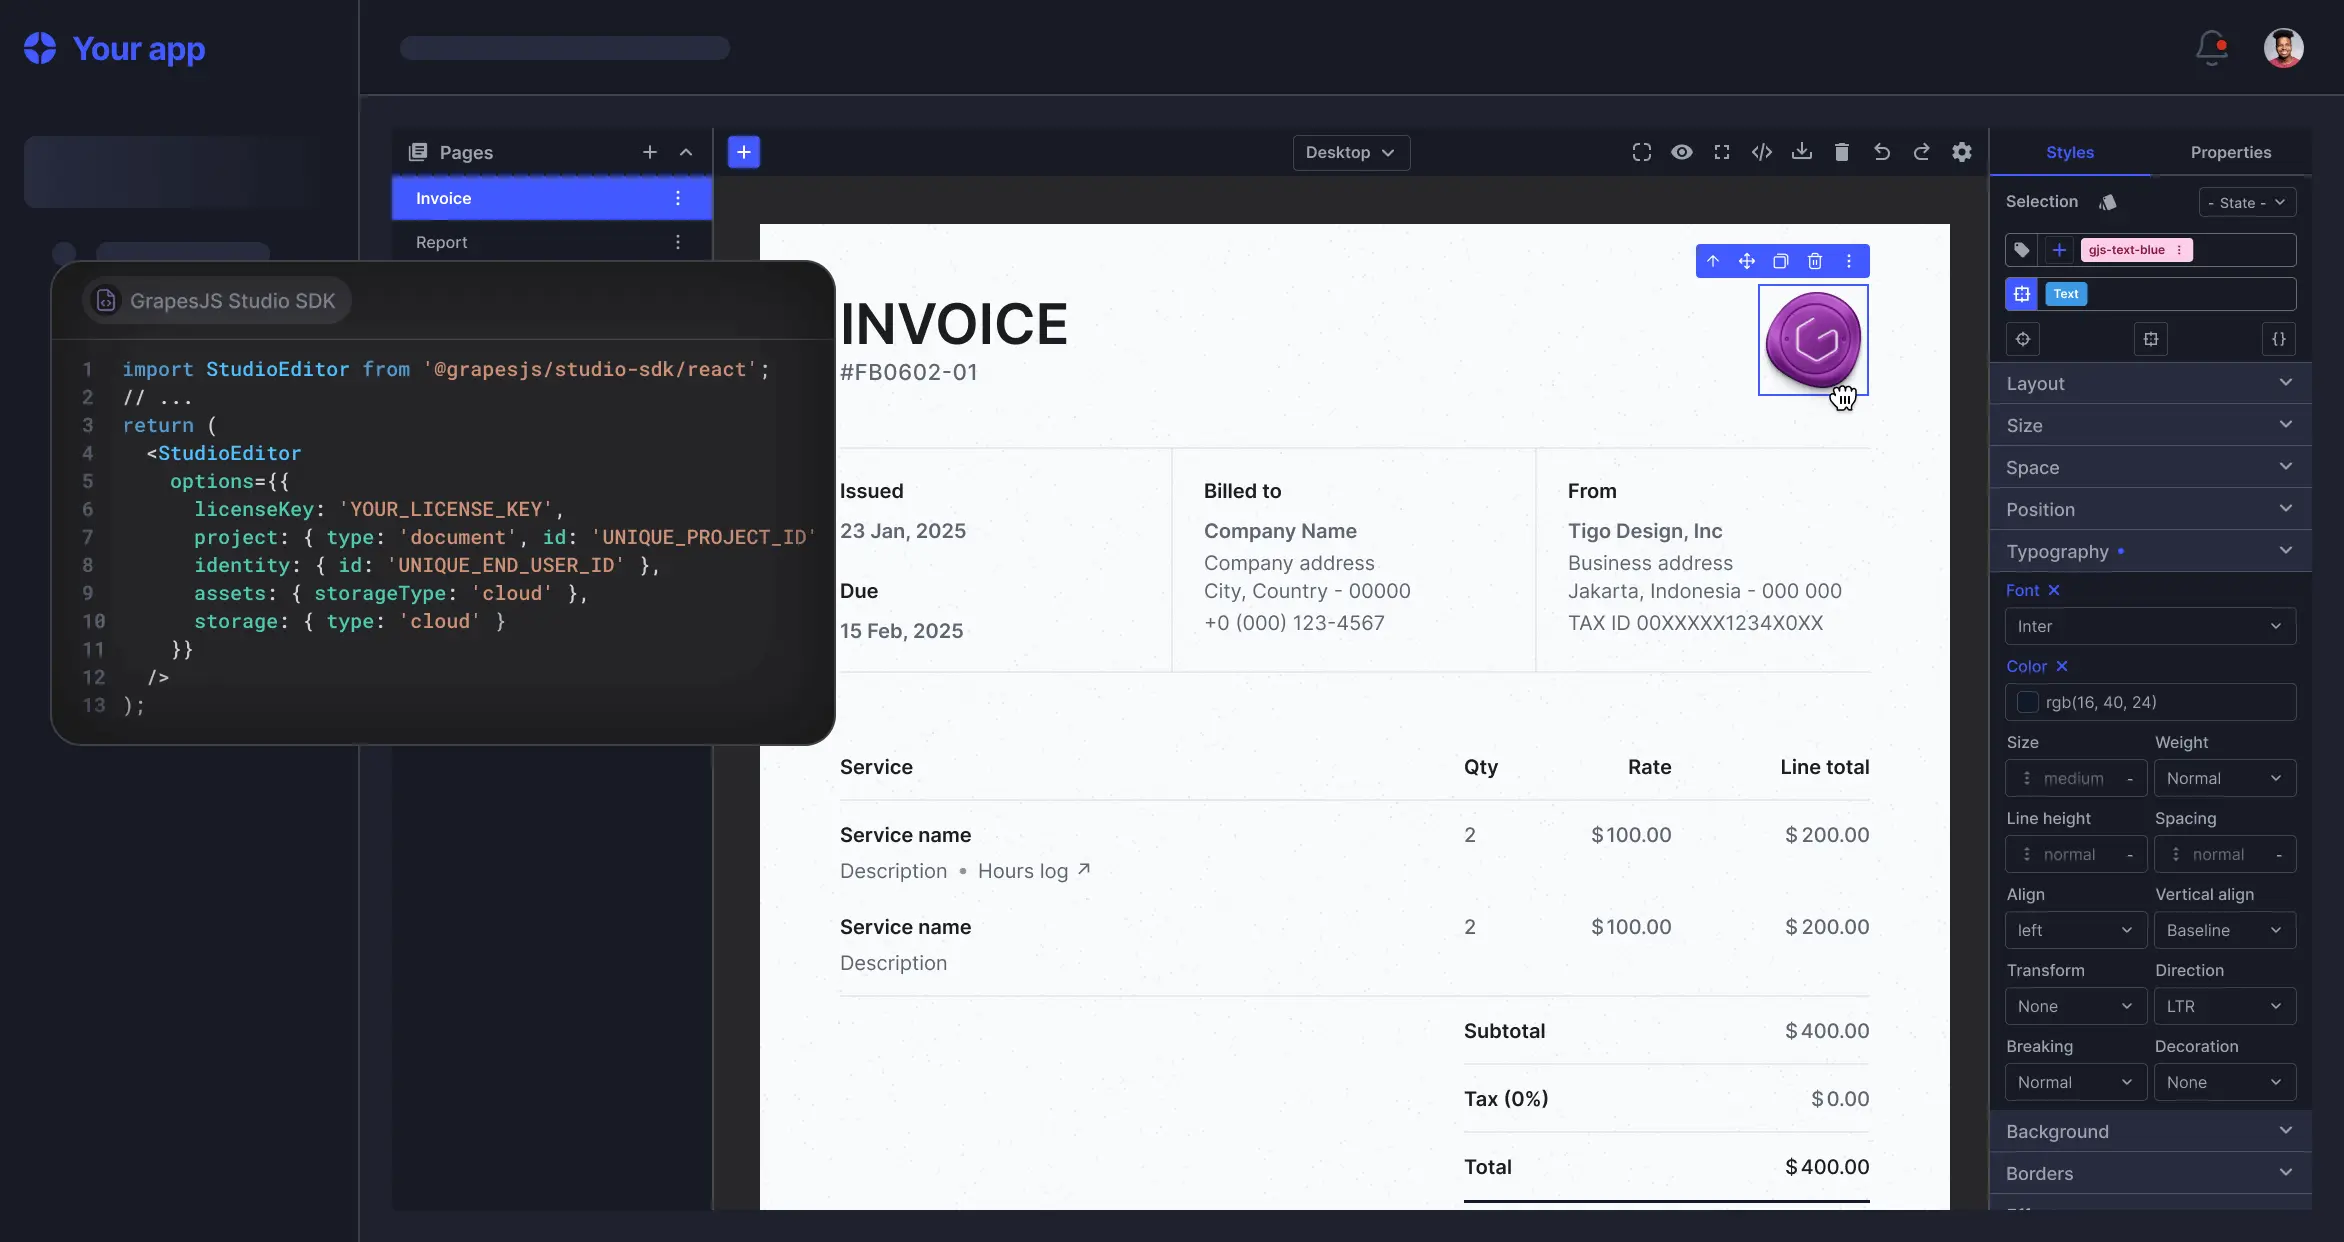 Your app
Pages
Invoice
Report
GrapesJS Studio SDK
1 import StudioEditor from '@grapesjs/studio-sdk/react';
2 // ...
3 return (
4 <StudioEditor
5 options={{
6 licenseKey: 'YOUR_LICENSE_KEY',
7 project: { type: 'document', id: 'UNIQUE_PROJECT_ID'
8 identity: { id: 'UNIQUE_END_USER_ID' },
9 assets: { storageType: 'cloud' },
10 storage: { type: 'cloud' }
11 }}
12 />
13 );
Desktop
INVOICE
#FB0602-01
Issued
23 Jan, 2025
Due
15 Feb, 2025
Billed to
Company Name
Company address
City, Country - 00000
+0 (000) 123-4567
From
Tigo Design, Inc
Business address
Jakarta, Indonesia - 000 000
TAX ID 00XXXXX1234X0XX
Service Qty Rate Line total
Service name 2 $100.00 $200.00
Description • Hours log ↗
Service name 2 $100.00 $200.00
Description
Subtotal $400.00
Tax (0%) $0.00
Total $400.00
Styles Properties
Selection - State -
gjs-text-blue
Text
{}
Layout
Size
Space
Position
Typography
Font
Inter
Color
rgb(16, 40, 24)
Size Weight
medium - Normal
Line height Spacing
normal - normal -
Align Vertical align
left Baseline
Transform Direction
None LTR
Breaking Decoration
Normal None
Background
Borders